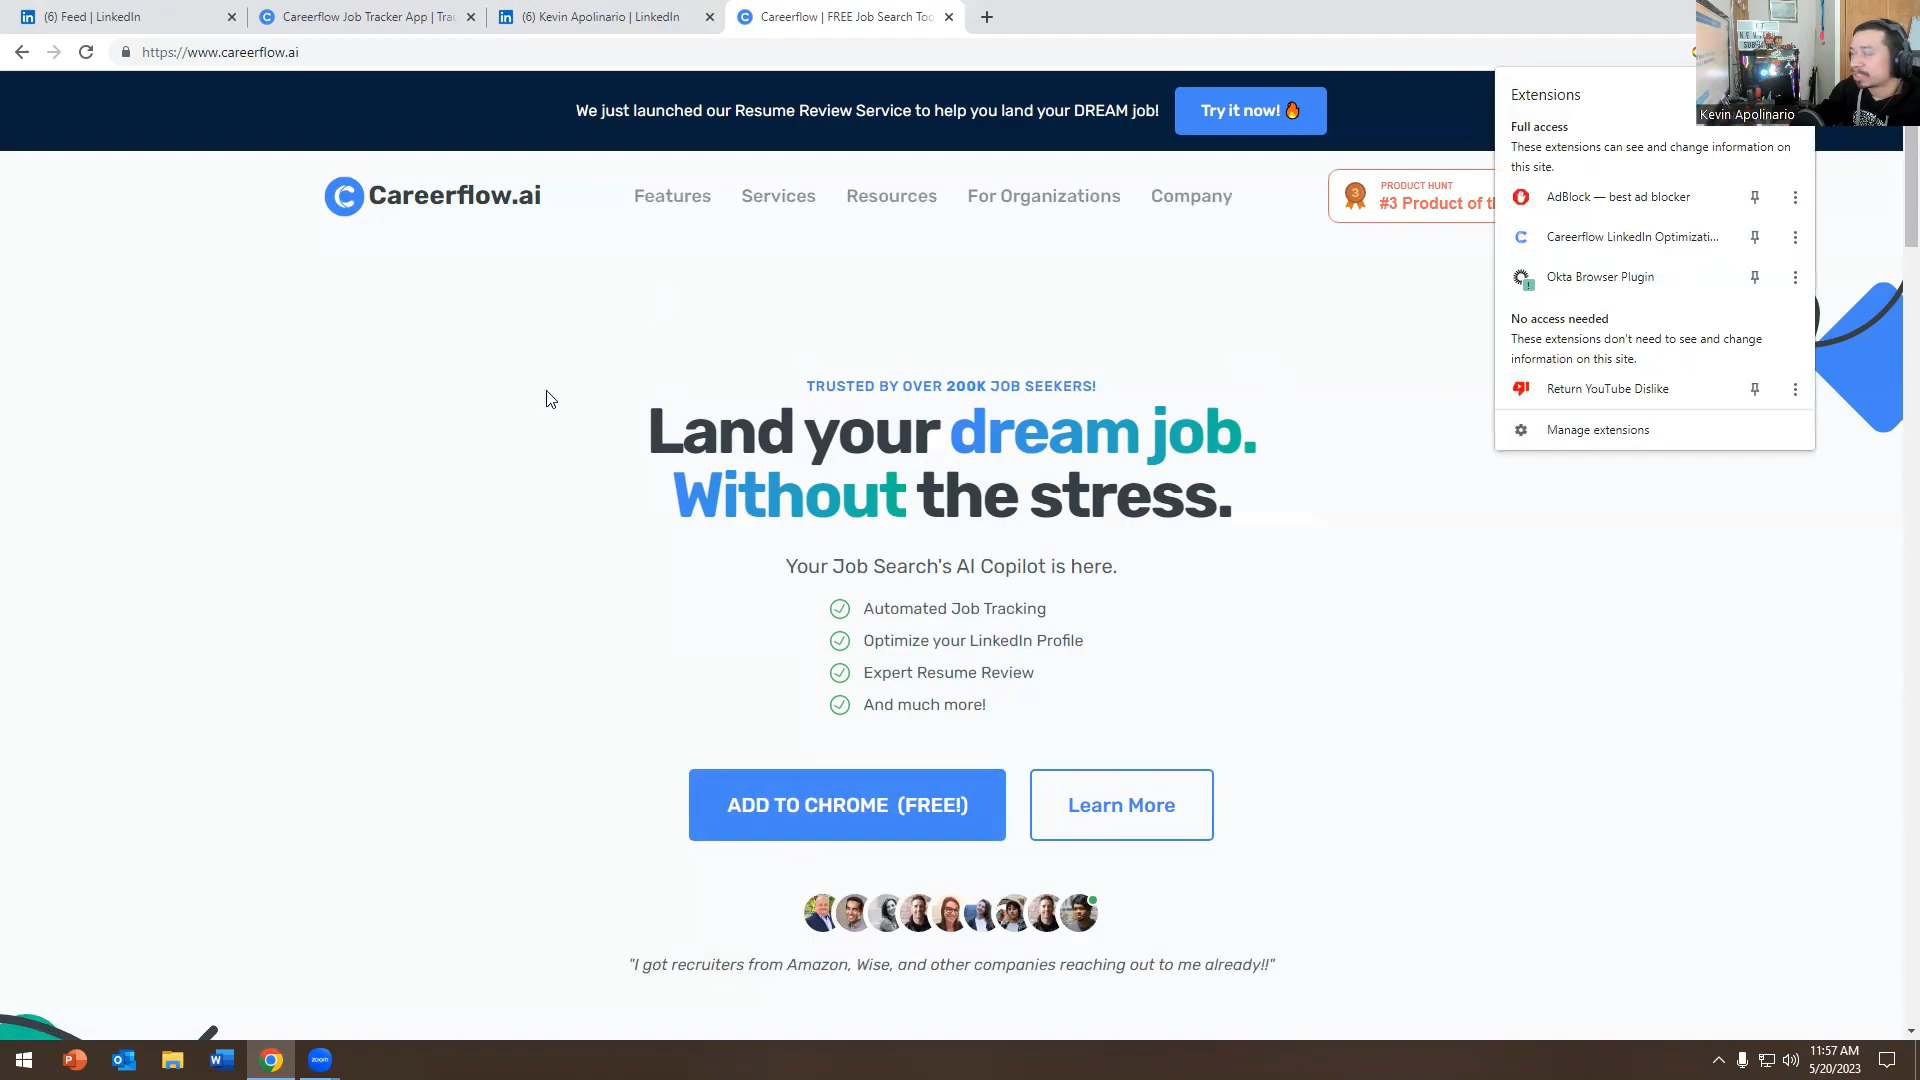 (6) Feed | LinkedIn
Careerflow Job Tracker App | Trac
(6) Kevin Apolinario | LinkedIn
Careerflow | FREE Job Search Too
https://www.careerflow.ai
Kevin Apolinario
We just launched our Resume Review Service to help you land your DREAM job!
Try it now! 🔥
Careerflow.ai
Features
Services
Resources
For Organizations
Company
3
PRODUCT HUNT
#3 Product of t
Extensions
Full access
These extensions can see and change information on
this site.
AdBlock — best ad blocker
Careerflow LinkedIn Optimizati...
Okta Browser Plugin
No access needed
These extensions don't need to see and change
information on this site.
Return YouTube Dislike
Manage extensions
TRUSTED BY OVER 200K JOB SEEKERS!
Land your dream job.
Without the stress.
Your Job Search's AI Copilot is here.
Automated Job Tracking
Optimize your LinkedIn Profile
Expert Resume Review
And much more!
ADD TO CHROME (FREE!)
Learn More
"I got recruiters from Amazon, Wise, and other companies reaching out to me already!!"
zoom
11:57 AM
5/20/2023